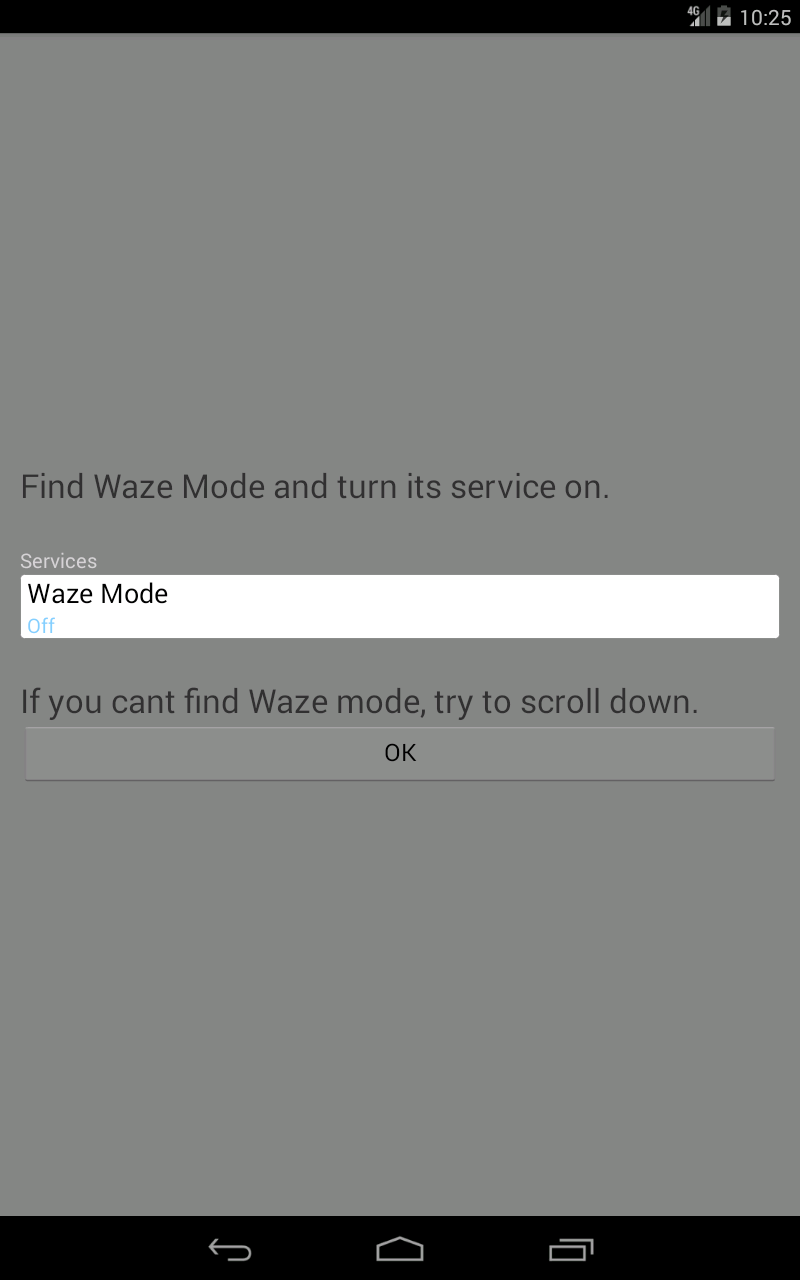 4G 10:25
Find Waze Mode and turn its service on.
Services
Waze Mode
Off
If you cant find Waze mode, try to scroll down.
OK